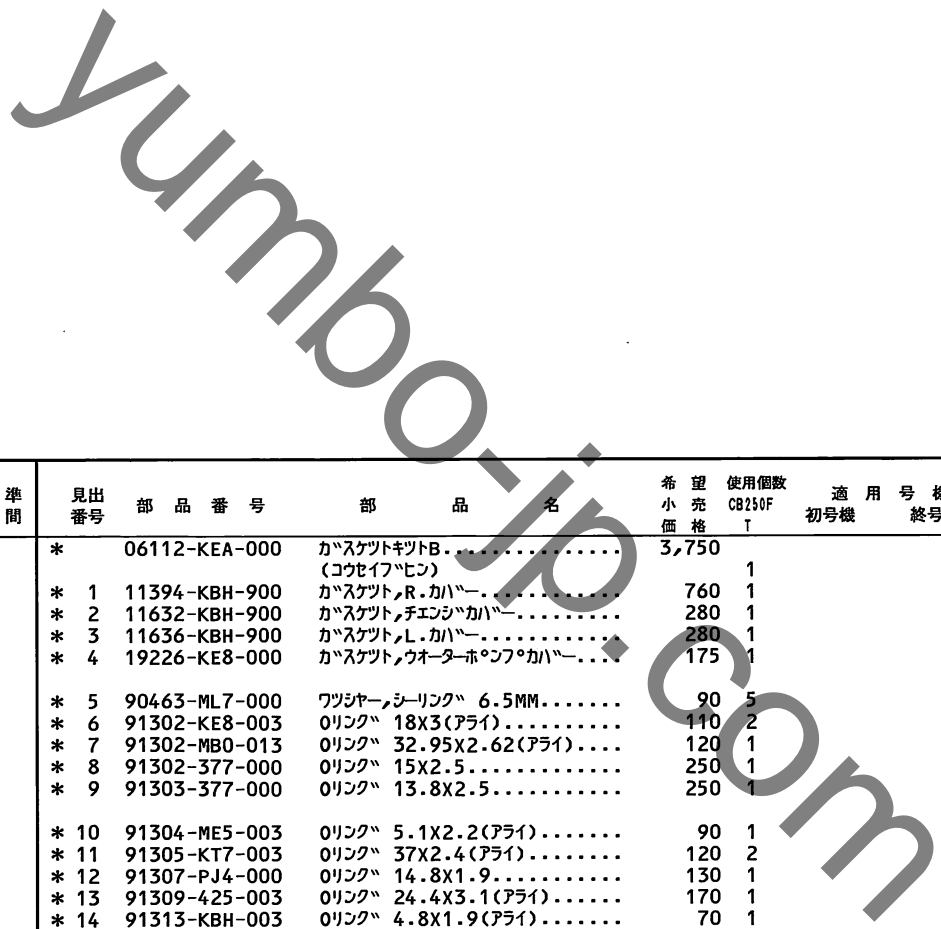 yumbo-jp.com
準間 見出番号 部品番号 部品名 希望小売価格 使用個数 CB250F T 適用号機 初号機 終号
* 06112-KEA-000 ガスケツトキツトB............... 3,750
(コウセイブヒン) 1
* 1 11394-KBH-900 ガスケツト,R.カバー............ 760 1
* 2 11632-KBH-900 ガスケツト,チエンジカバー......... 280 1
* 3 11636-KBH-900 ガスケツト,L.カバー............ 280 1
* 4 19226-KE8-000 ガスケツト,ウオーターポンプカバー.... 175 1
* 5 90463-ML7-000 ワツシヤー,シーリング 6.5MM....... 90 5
* 6 91302-KE8-003 Oリング 18X3(アライ).......... 110 2
* 7 91302-MB0-013 Oリング 32.95X2.62(アライ).... 120 1
* 8 91302-377-000 Oリング 15X2.5............. 250 1
* 9 91303-377-000 Oリング 13.8X2.5........... 250 1
* 10 91304-ME5-003 Oリング 5.1X2.2(アライ)....... 90 1
* 11 91305-KT7-003 Oリング 37X2.4(アライ)........ 120 2
* 12 91307-PJ4-000 Oリング 14.8X1.9........... 130 1
* 13 91309-425-003 Oリング 24.4X3.1(アライ)...... 170 1
* 14 91313-KBH-003 Oリング 4.8X1.9(アライ)....... 70 1